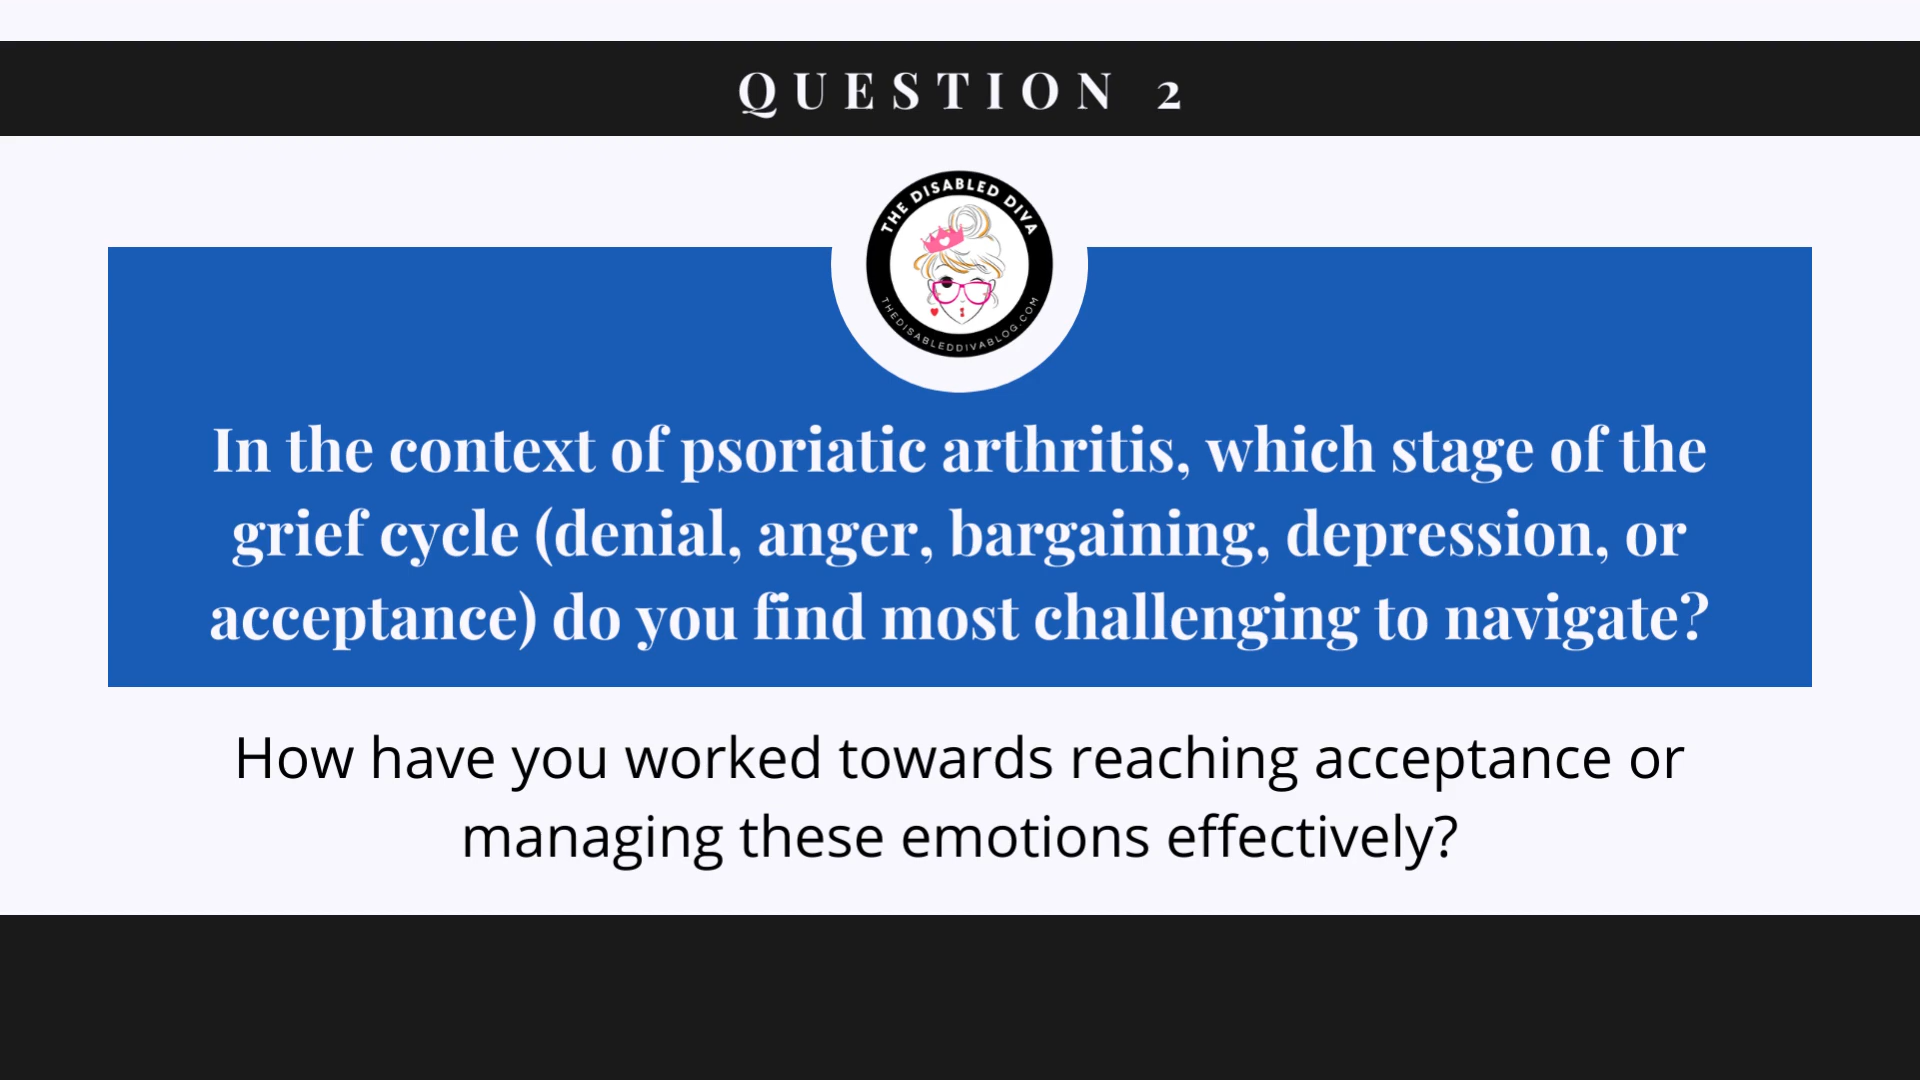 QUESTION 2
THE DISABLED DIVA
THEDISABLEDDIVABLOG.COM
In the context of psoriatic arthritis, which stage of the
grief cycle (denial, anger, bargaining, depression, or
acceptance) do you find most challenging to navigate?
How have you worked towards reaching acceptance or
managing these emotions effectively?